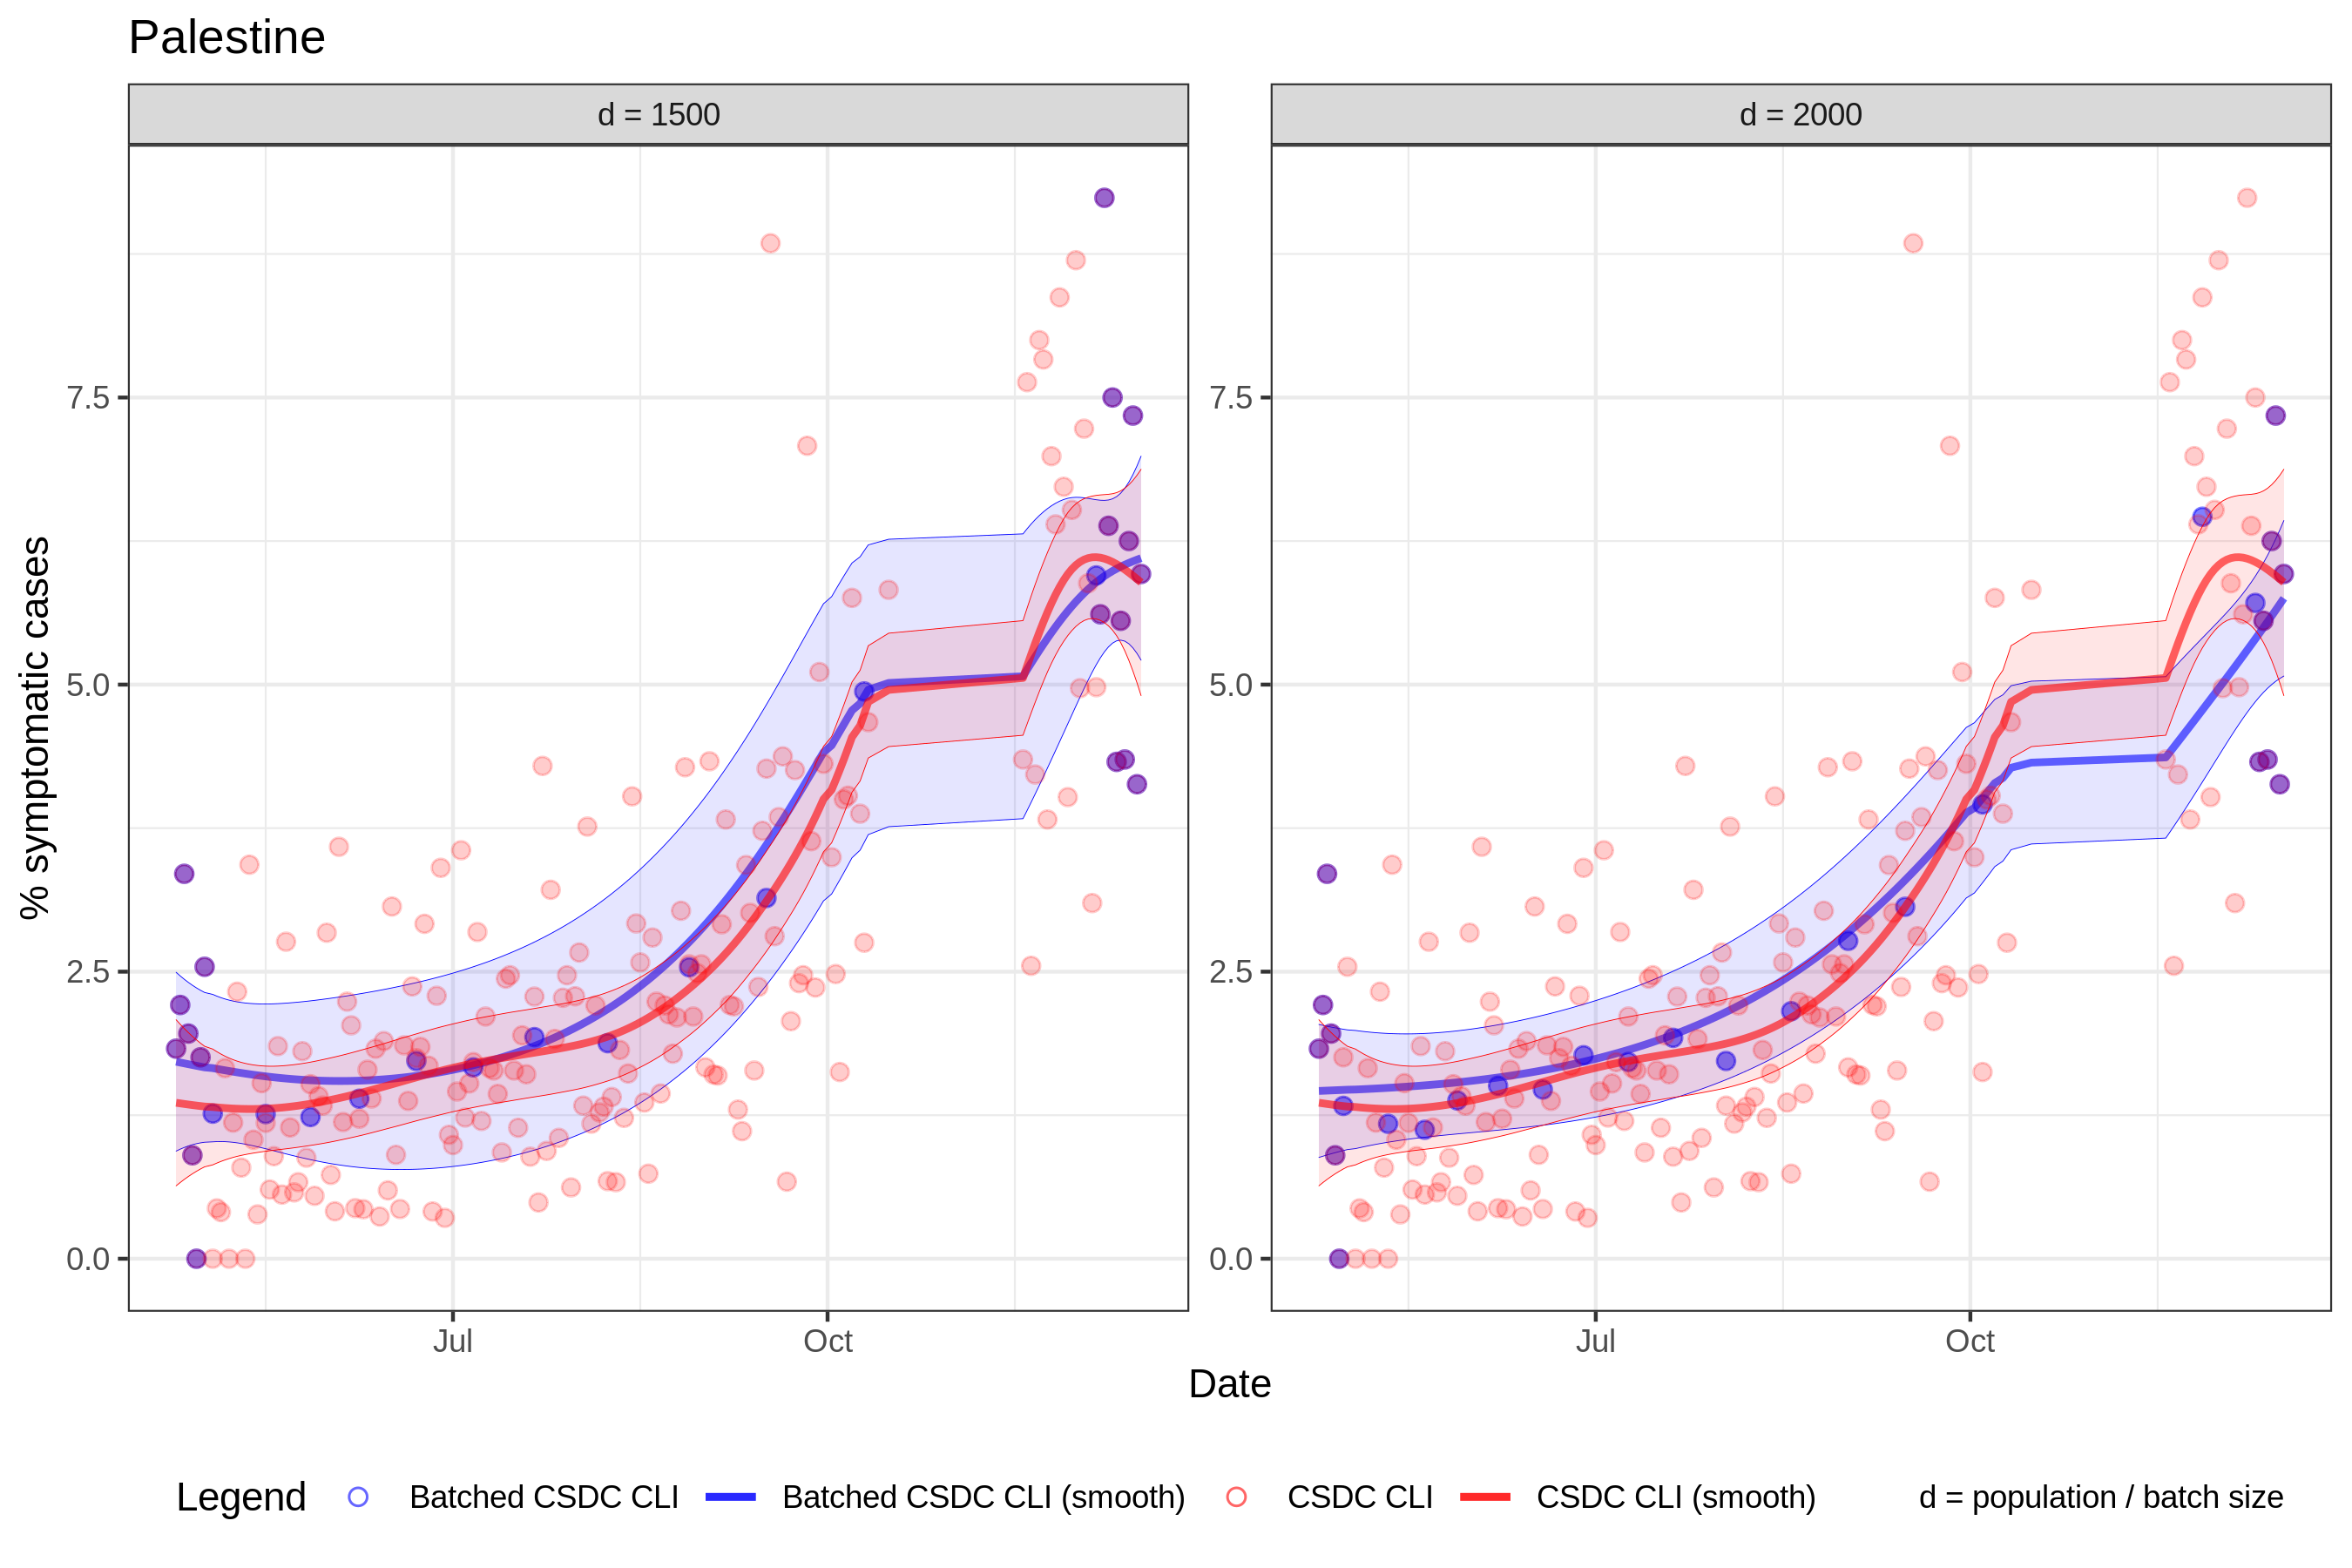 Palestine
d = 1500
d = 2000
% symptomatic cases
7.5
5.0
2.5
0.0
7.5
5.0
2.5
0.0
Jul
Oct
Jul
Oct
Date
Legend
Batched CSDC CLI
Batched CSDC CLI (smooth)
CSDC CLI
CSDC CLI (smooth)
d = population / batch size